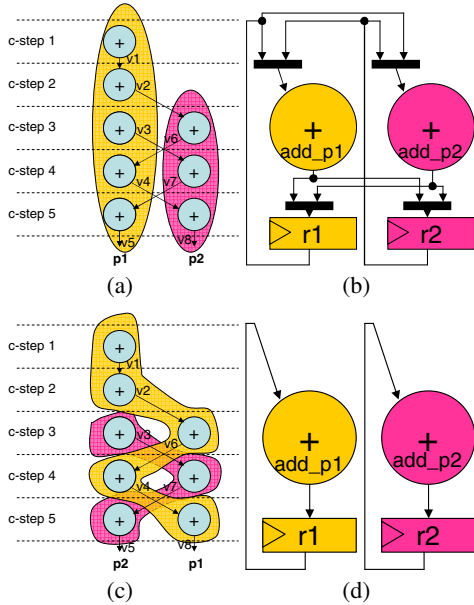 c-step 1
+
v1
c-step 2
+
v2
c-step 3
+
v3
v6
+
c-step 4
+
v4
v7
+
c-step 5
+
v5
v8
+
p1
p2
(a)
+
add_p1
+
add_p2
r1
r2
(b)
c-step 1
+
v1
c-step 2
+
v2
c-step 3
+
v3
v6
+
c-step 4
+
v4
v7
+
c-step 5
+
v5
v8
+
p2
p1
(c)
+
add_p1
+
add_p2
r1
r2
(d)